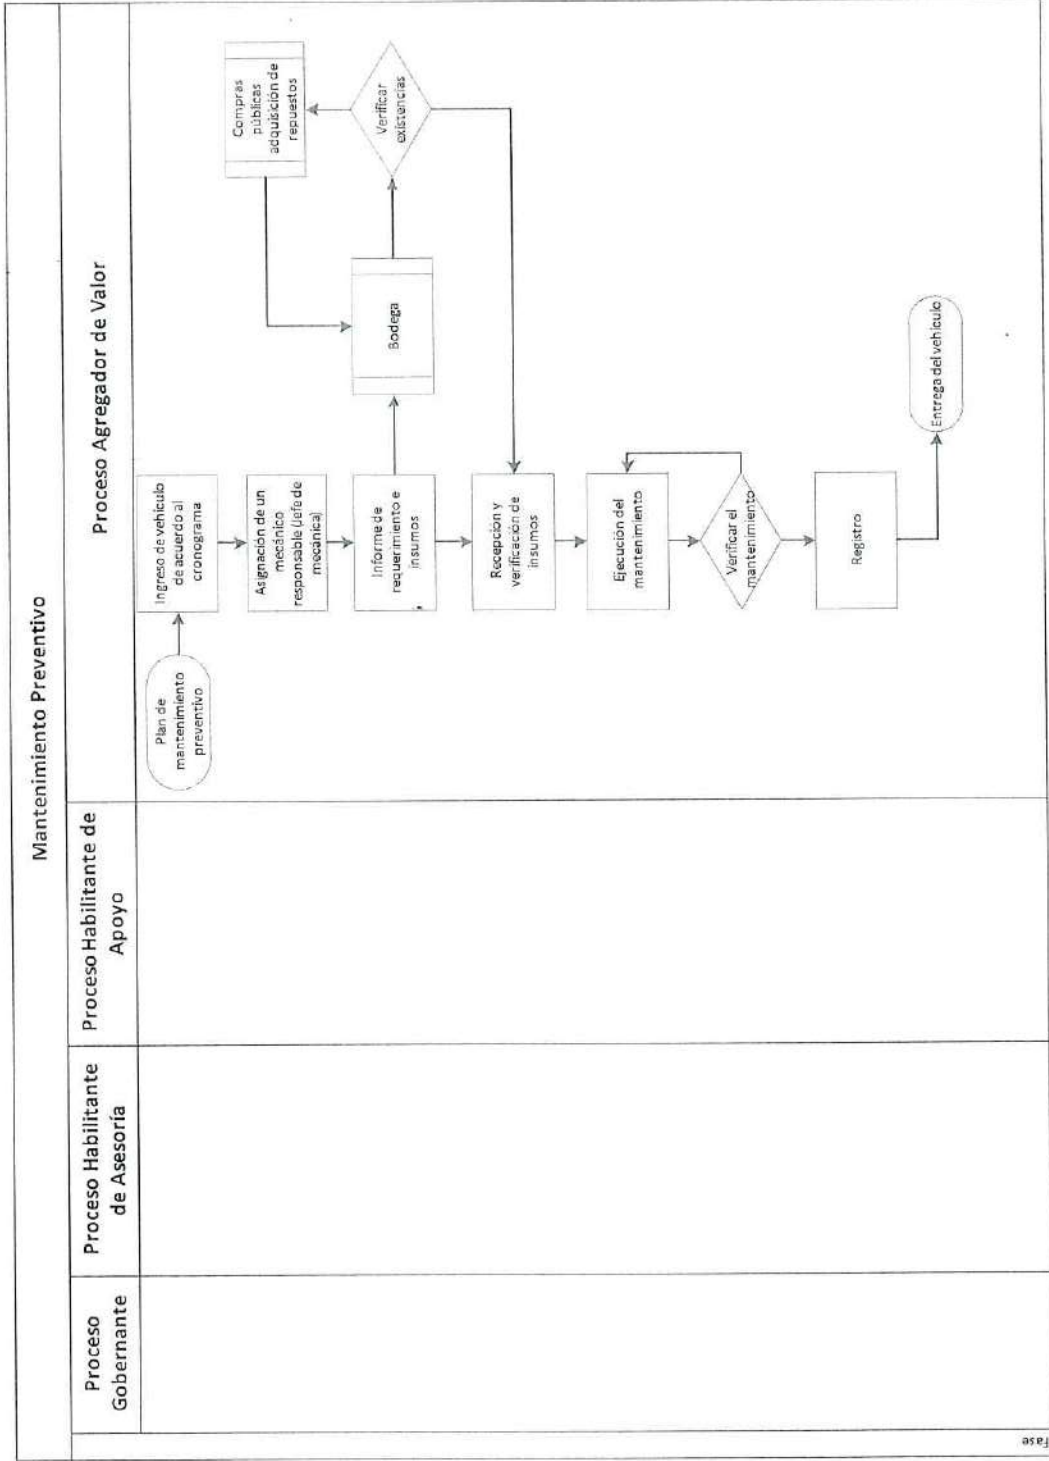 Mantenimiento Preventivo
Proceso
Gobernante
Proceso Habilitante
de Asesoría
Proceso Habilitante de
Apoyo
Proceso Agregador de Valor
Fase
Plan de
mantenimiento
preventivo
Ingreso de vehículo
de acuerdo al
cronograma
Asignación de un
mecánico
responsable (Jefe de
mecánica)
Informe de
requerimiento e
insumos
Bodega
Verificar
existencias
Compras
públicas
adquisición de
repuestos
Recepción y
verificación de
insumos
Ejecución del
mantenimiento
Verificar el
mantenimiento
Registro
Entrega del vehículo